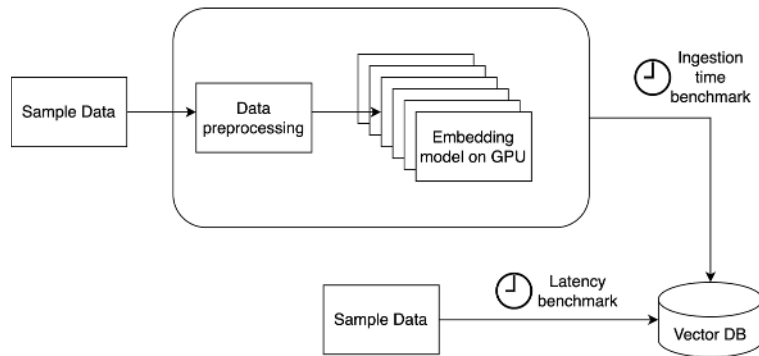 Ingestion
time
benchmark
Sample Data
Data
preprocessing
Embedding
model on GPU
Latency
benchmark
Sample Data
Vector DB